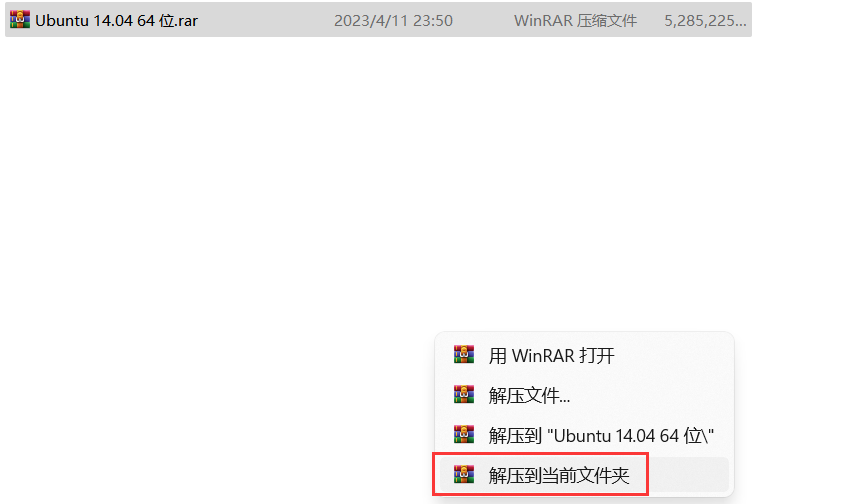 Ubuntu 14.04 64 位.rar 2023/4/11 23:50 WinRAR 压缩文件 5,285,225...
用 WinRAR 打开
解压文件...
解压到 "Ubuntu 14.04 64 位\"
解压到当前文件夹